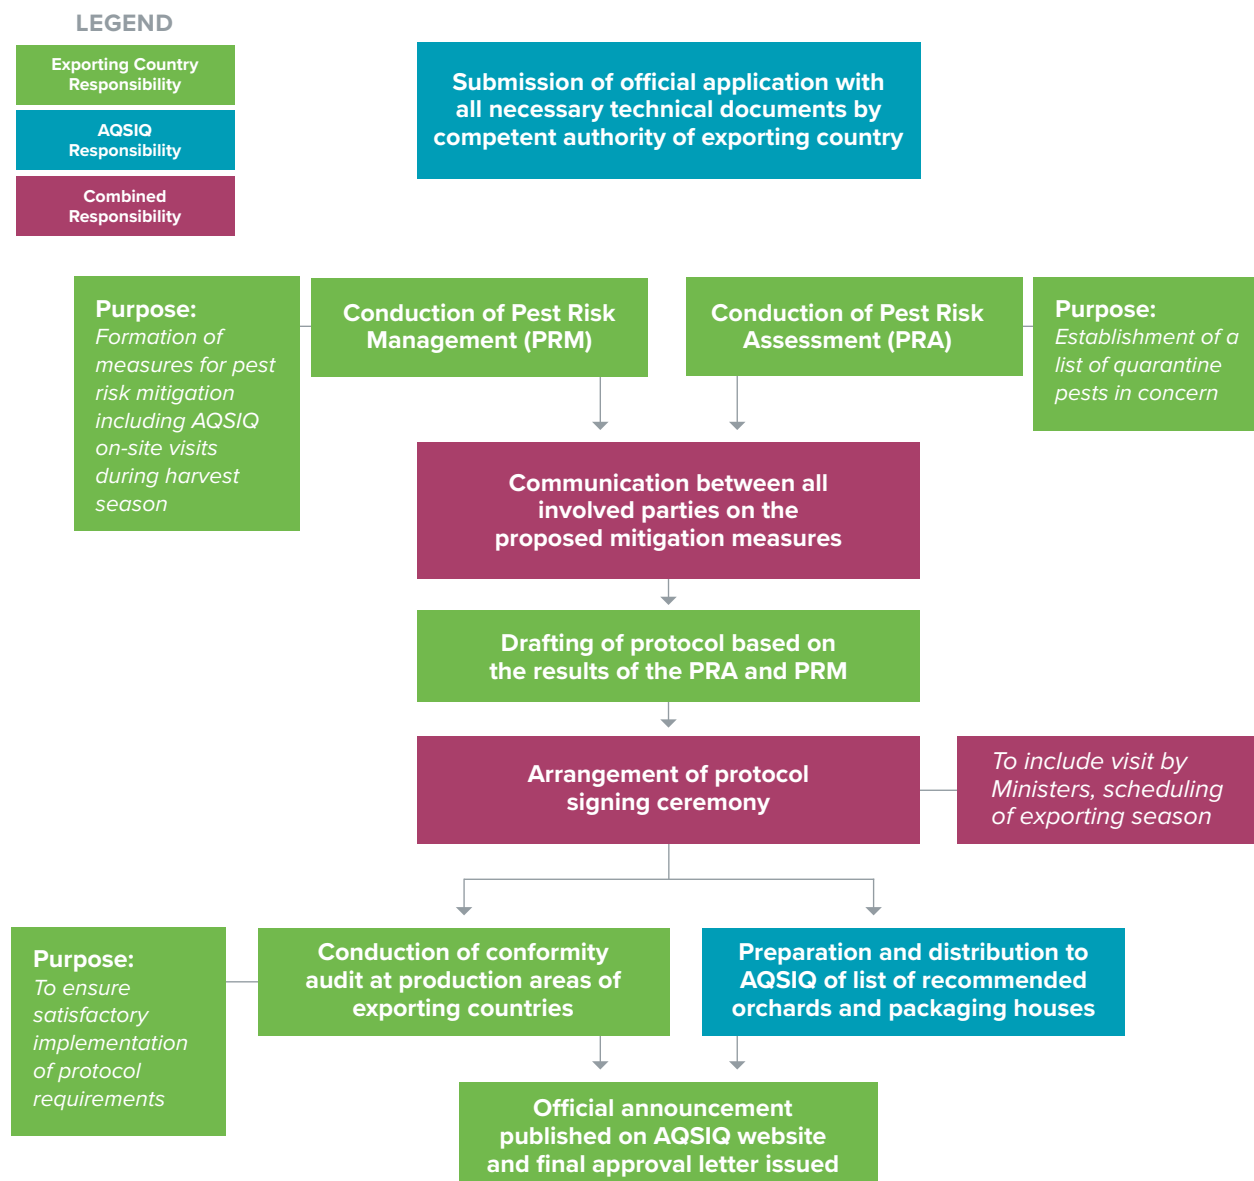 LEGEND
Exporting Country
Responsibility
AQSIQ
Responsibility
Combined
Responsibility
Submission of official application with
all necessary technical documents by
competent authority of exporting country
Purpose:
Formation of
measures for pest
risk mitigation
including AQSIQ
on-site visits
during harvest
season
Conduction of Pest Risk
Management (PRM)
Conduction of Pest Risk
Assessment (PRA)
Purpose:
Establishment of a
list of quarantine
pests in concern
Communication between all
involved parties on the
proposed mitigation measures
Drafting of protocol based on
the results of the PRA and PRM
Arrangement of protocol
signing ceremony
To include visit by
Ministers, scheduling
of exporting season
Purpose:
To ensure
satisfactory
implementation
of protocol
requirements
Conduction of conformity
audit at production areas of
exporting countries
Preparation and distribution to
AQSIQ of list of recommended
orchards and packaging houses
Official announcement
published on AQSIQ website
and final approval letter issued